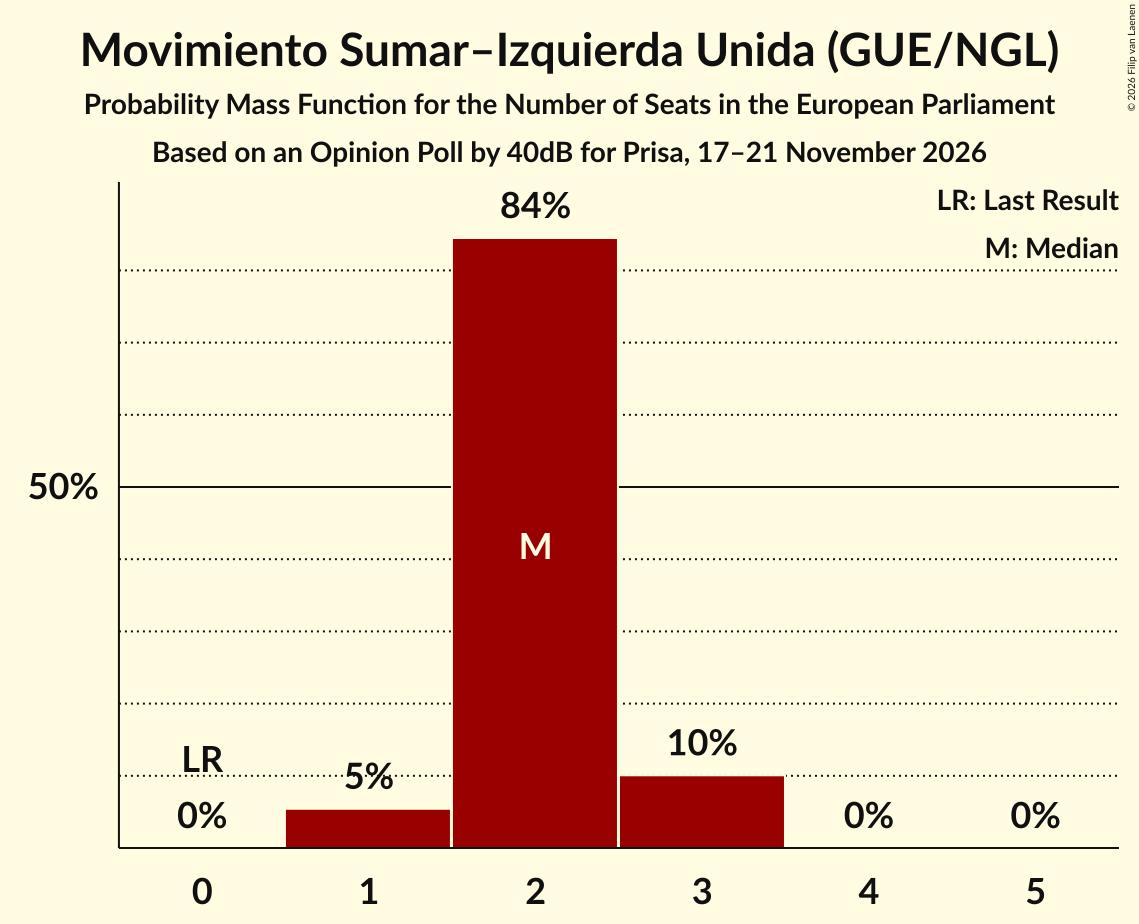 Movimiento Sumar–Izquierda Unida (GUE/NGL)
Probability Mass Function for the Number of Seats in the European Parliament
Based on an Opinion Poll by 40dB for Prisa, 17–21 November 2026
© 2026 Filip van Laenen
LR: Last Result
M: Median
84%
50%
M
LR
0%
5%
10%
0%
0%
0 1 2 3 4 5